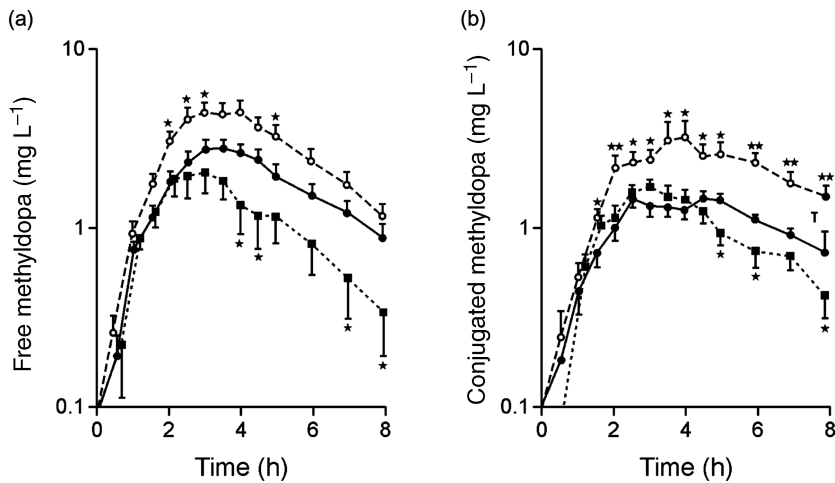 (a)
Free methyldopa (mg L−1)
10
1
0.1
0 2 4 6 8
Time (h)
★ ★ ★ ★
★ ★
★
★
(b)
Conjugated methyldopa (mg L−1)
10
1
0.1
0 2 4 6 8
Time (h)
★ ★★ ★ ★ ★ ★ ★ ★ ★★ ★★ ★★
T
★ ★
★